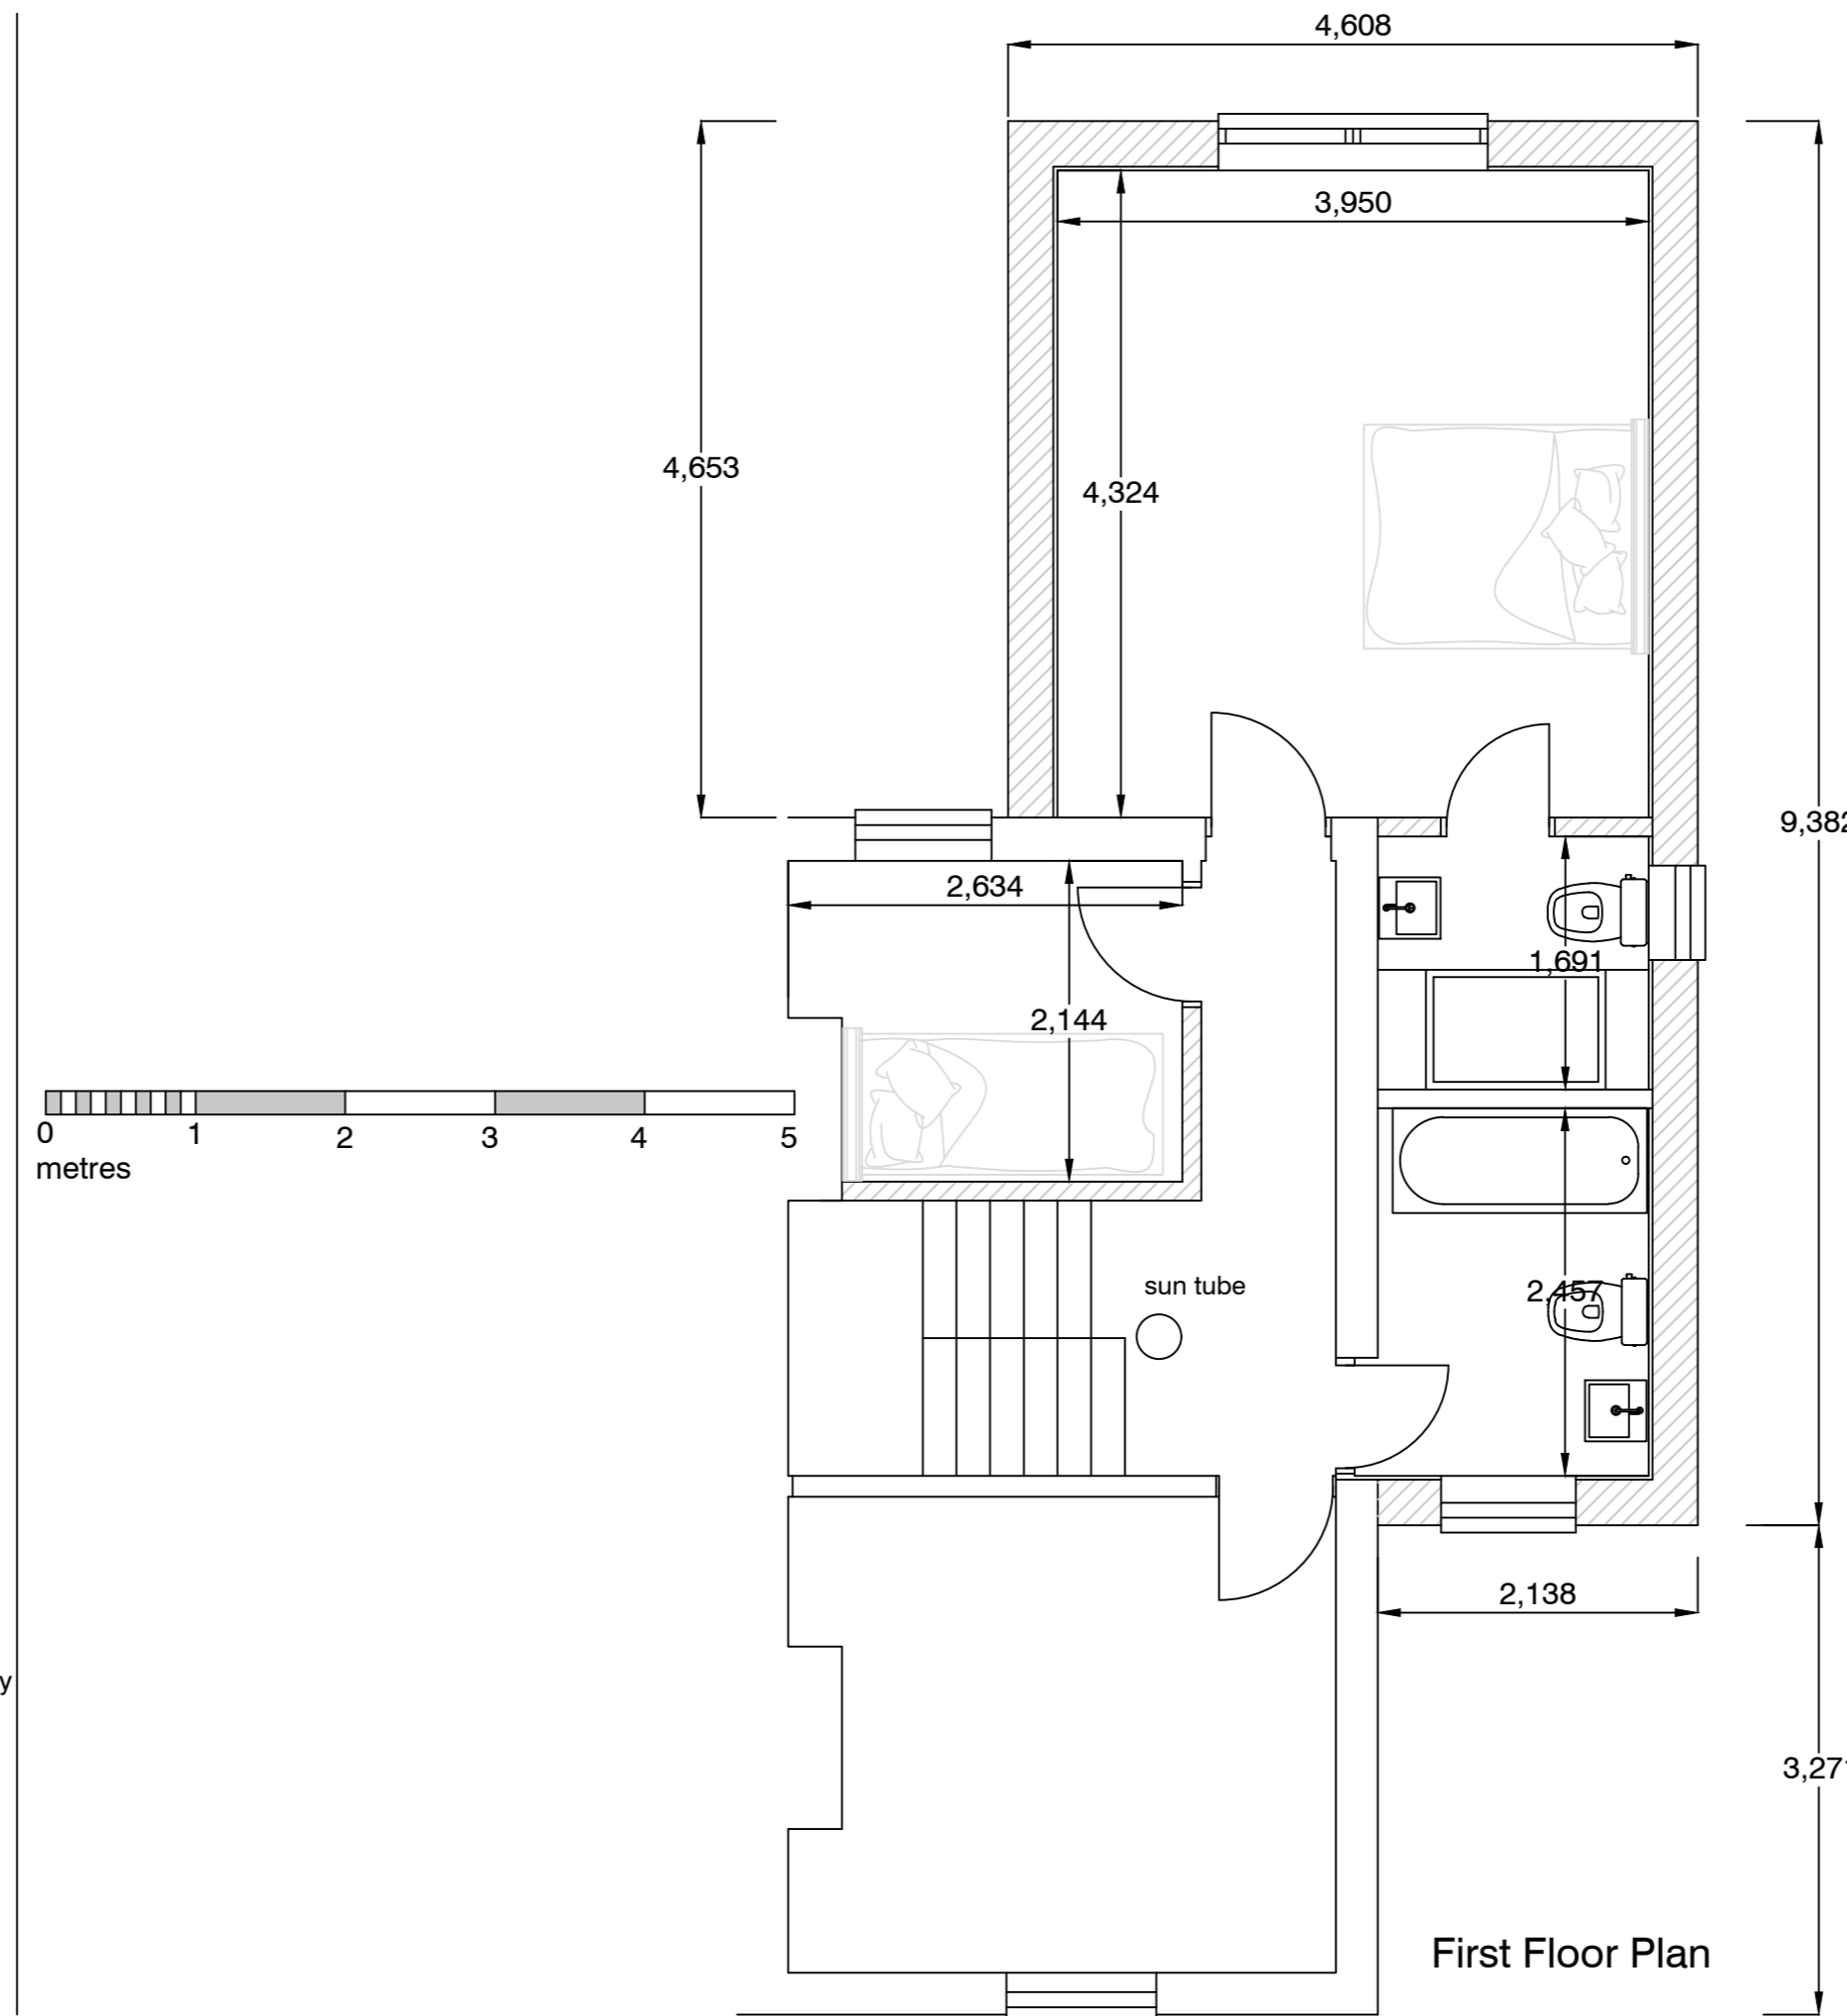 4,608
3,950
4,653
4,324
9,382
2,634
1,691
2,144
0 1 2 3 4 5
metres
sun tube
2,457
2,138
y
3,27
First Floor Plan